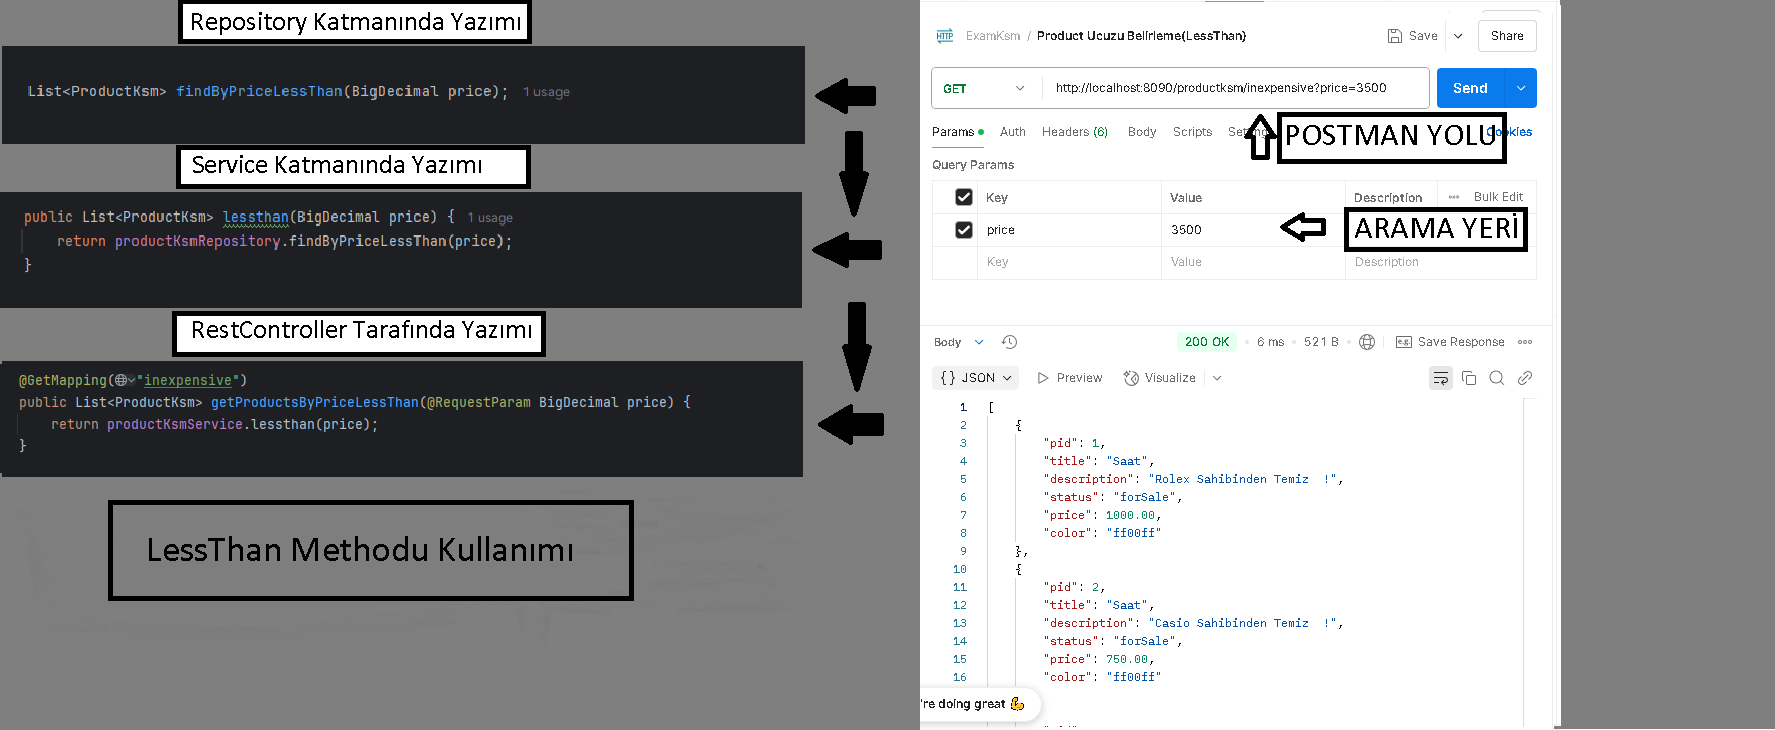 Repository Katmanında Yazımı
List<ProductKsm> findByPriceLessThan(BigDecimal price); 1 usage
Service Katmanında Yazımı
public List<ProductKsm> lessthan(BigDecimal price) { 1 usage
return productKsmRepository.findByPriceLessThan(price);
}
RestController Tarafında Yazımı
@GetMapping("inexpensive")
public List<ProductKsm> getProductsByPriceLessThan(@RequestParam BigDecimal price) {
return productKsmService.lessthan(price);
}
LessThan Methodu Kullanımı
HTTP ExamKsm / Product Ucuzu Belirleme(LessThan) Save Share
GET http://localhost:8090/productksm/inexpensive?price=3500 Send
Params Auth Headers (6) Body Scripts Cookies
POSTMAN YOLU
Query Params
Key Value Description Bulk Edit
price 3500
ARAMA YERİ
Key Value Description
Body 200 OK 6 ms 521 B e.g. Save Response
{} JSON Preview Visualize
1 [
2 {
3 "pid": 1,
4 "title": "Saat",
5 "description": "Rolex Sahibinden Temiz  !",
6 "status": "forSale",
7 "price": 1000.00,
8 "color": "ff00ff"
9 },
10 {
11 "pid": 2,
12 "title": "Saat",
13 "description": "Casio Sahibinden Temiz  !",
14 "status": "forSale",
15 "price": 750.00,
16 "color": "ff00ff"
're doing great 💪